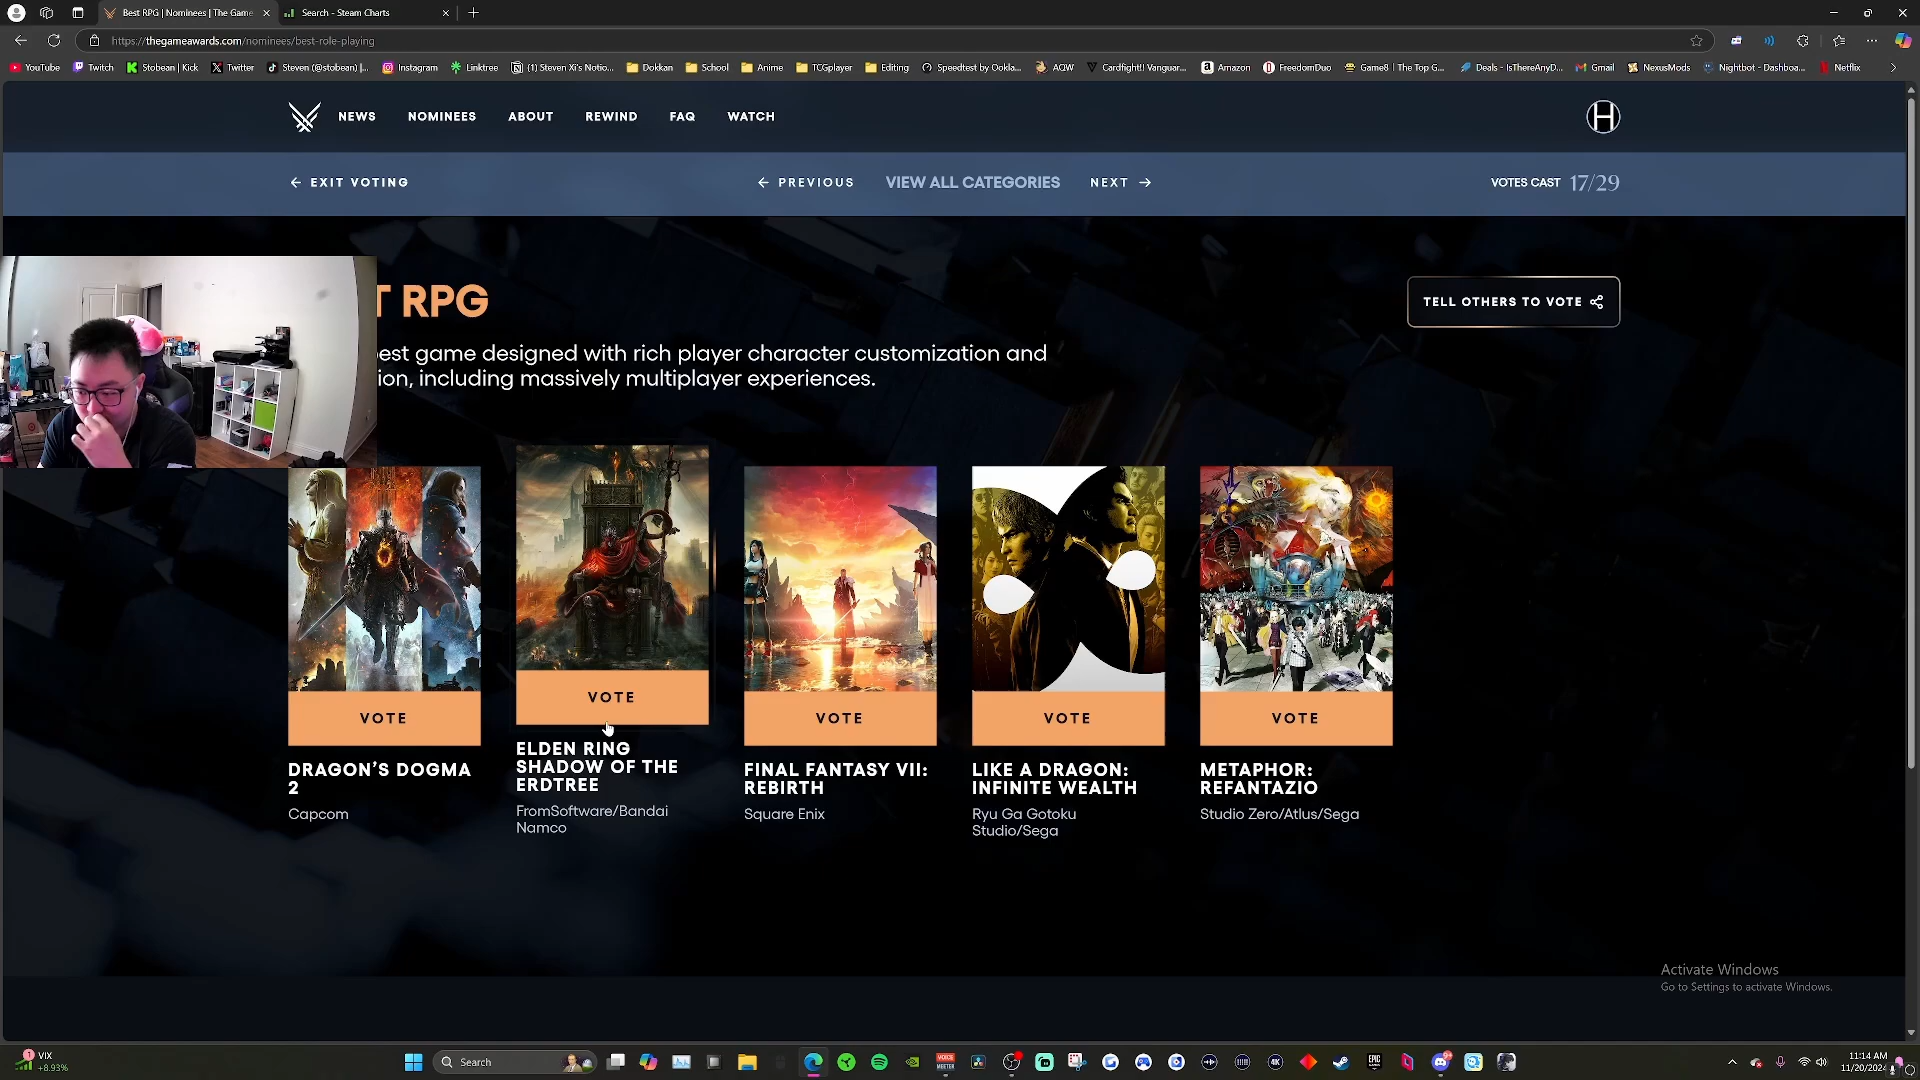 Best RPG | Nominees | The Game
Search - Steam Charts
https://thegameawards.com/nominees/best-role-playing
YouTube
Twitch
Stobean | Kick
Twitter
Steven (@stobean) |...
Instagram
Linktree
(1) Steven Xi's Notio...
Dokkan
School
Anime
TCGplayer
Editing
Speedtest by Ookla...
AQW
Cardfight!! Vanguar...
Amazon
FreedomDuo
Game8 | The Top G...
Deals - IsThereAnyD...
Gmail
NexusMods
Nightbot - Dashboa...
Netflix
NEWS
NOMINEES
ABOUT
REWIND
FAQ
WATCH
H
EXIT VOTING
PREVIOUS
VIEW ALL CATEGORIES
NEXT
VOTES CAST 17/29
T RPG
TELL OTHERS TO VOTE
est game designed with rich player character customization and
ion, including massively multiplayer experiences.
VOTE
DRAGON'S DOGMA
2
Capcom
VOTE
ELDEN RING
SHADOW OF THE
ERDTREE
FromSoftware/Bandai
Namco
VOTE
FINAL FANTASY VII:
REBIRTH
Square Enix
VOTE
LIKE A DRAGON:
INFINITE WEALTH
Ryu Ga Gotoku
Studio/Sega
VOTE
METAPHOR:
REFANTAZIO
Studio Zero/Atlus/Sega
Activate Windows
Go to Settings to activate Windows.
1
VIX
+8.93%
Search
11:14 AM
11/20/2024